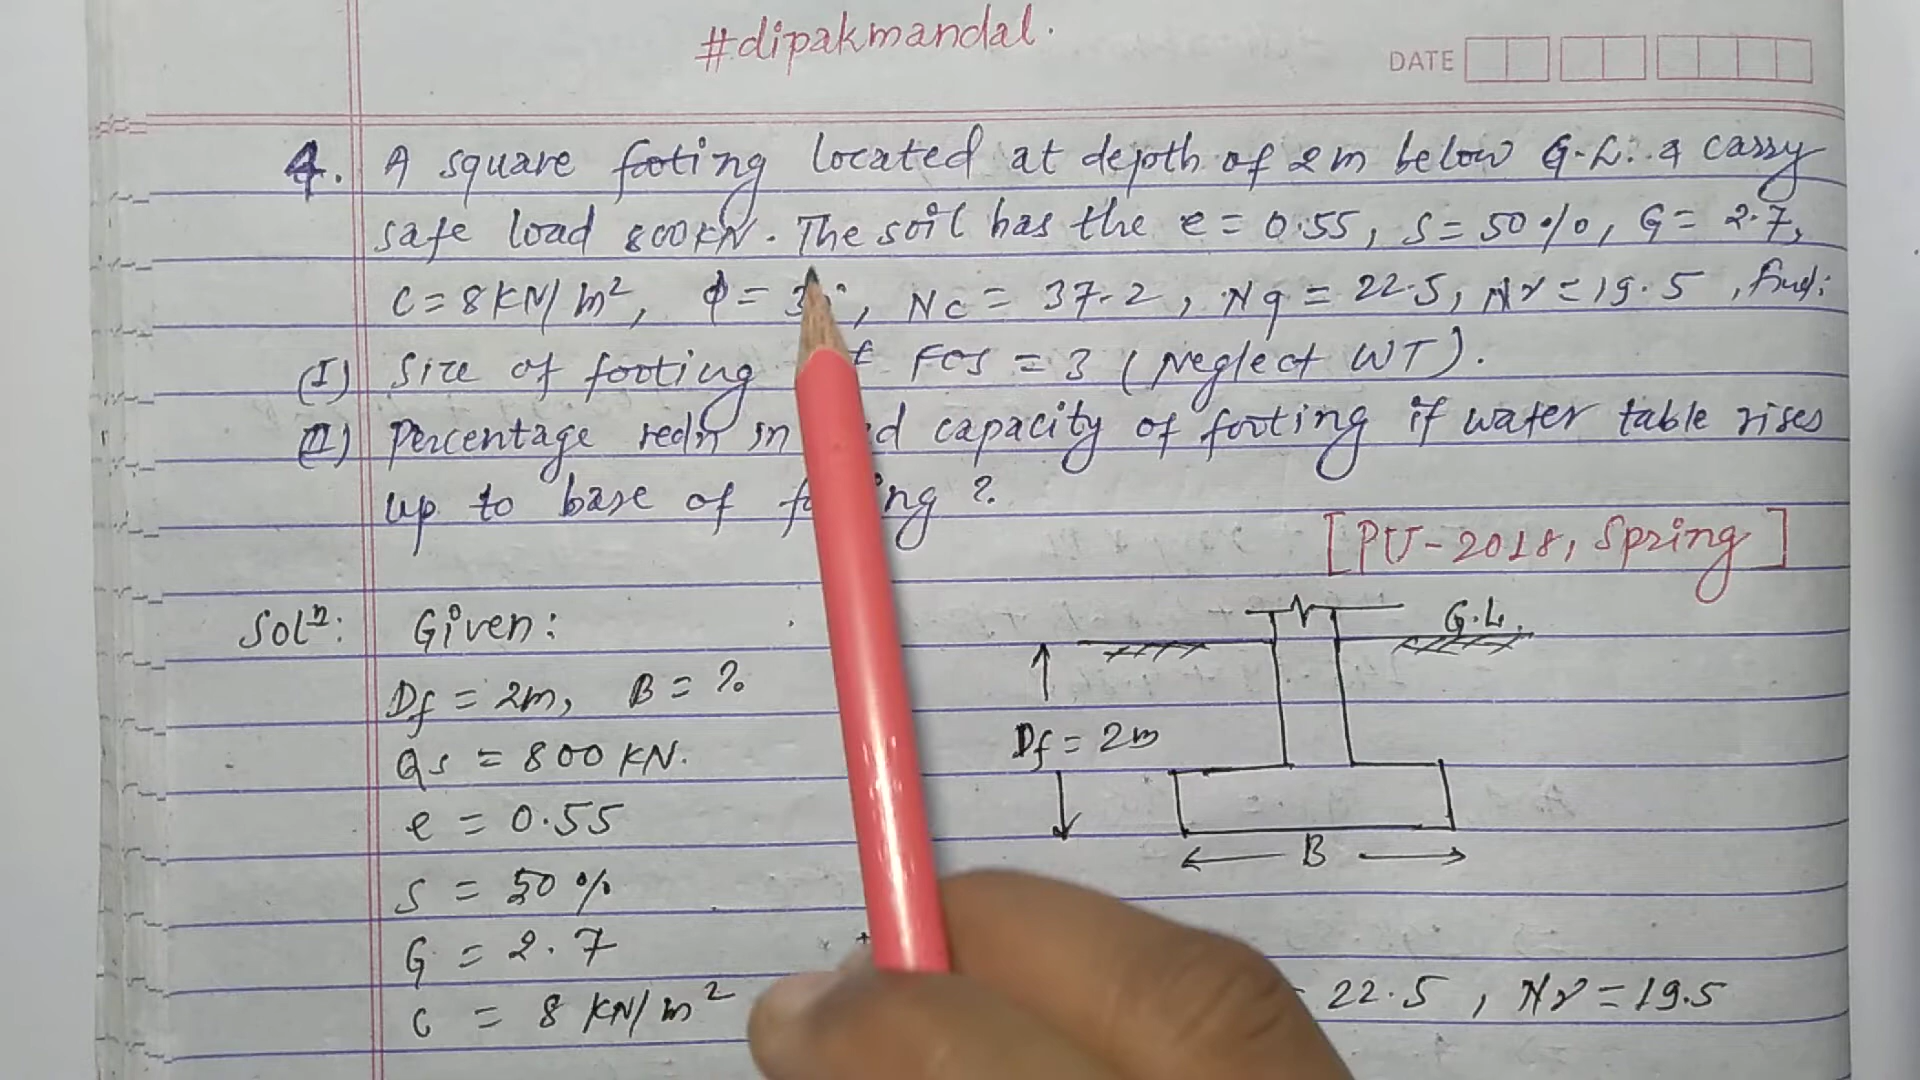 #dipakmandal.
DATE
4. A square footing located at depth of 2m below G.L. & carry
safe load 800KN. The soil has the e = 0.55, S = 50%, G = 2.7,
C = 8 KN/m², ϕ = 3 °, Nc = 37.2, Nq = 22.5, Nγ = 19.5, find:
(I) Size of footing FOS = 3 (Neglect WT).
(II) Percentage redn in capacity of footing if water table rises
up to base of ?
[PU-2018, Spring]
Solⁿ: Given:
G.L.
Df = 2m, B = ?
Df = 2m
Qs = 800 KN.
e = 0.55
B
S = 50 %
G = 2.7
C = 8 KN/m² = 22.5, Nγ = 19.5